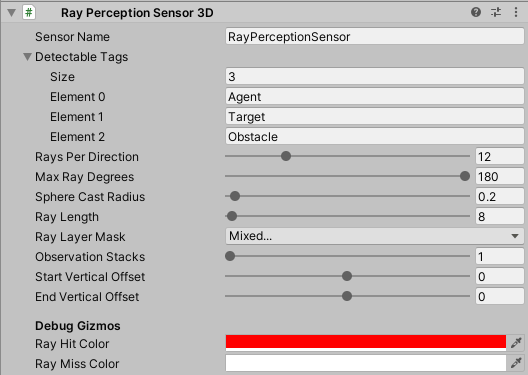 Ray Perception Sensor 3D
Sensor Name RayPerceptionSensor
Detectable Tags
Size 3
Element 0 Agent
Element 1 Target
Element 2 Obstacle
Rays Per Direction 12
Max Ray Degrees 180
Sphere Cast Radius 0.2
Ray Length 8
Ray Layer Mask Mixed...
Observation Stacks 1
Start Vertical Offset 0
End Vertical Offset 0
Debug Gizmos
Ray Hit Color
Ray Miss Color